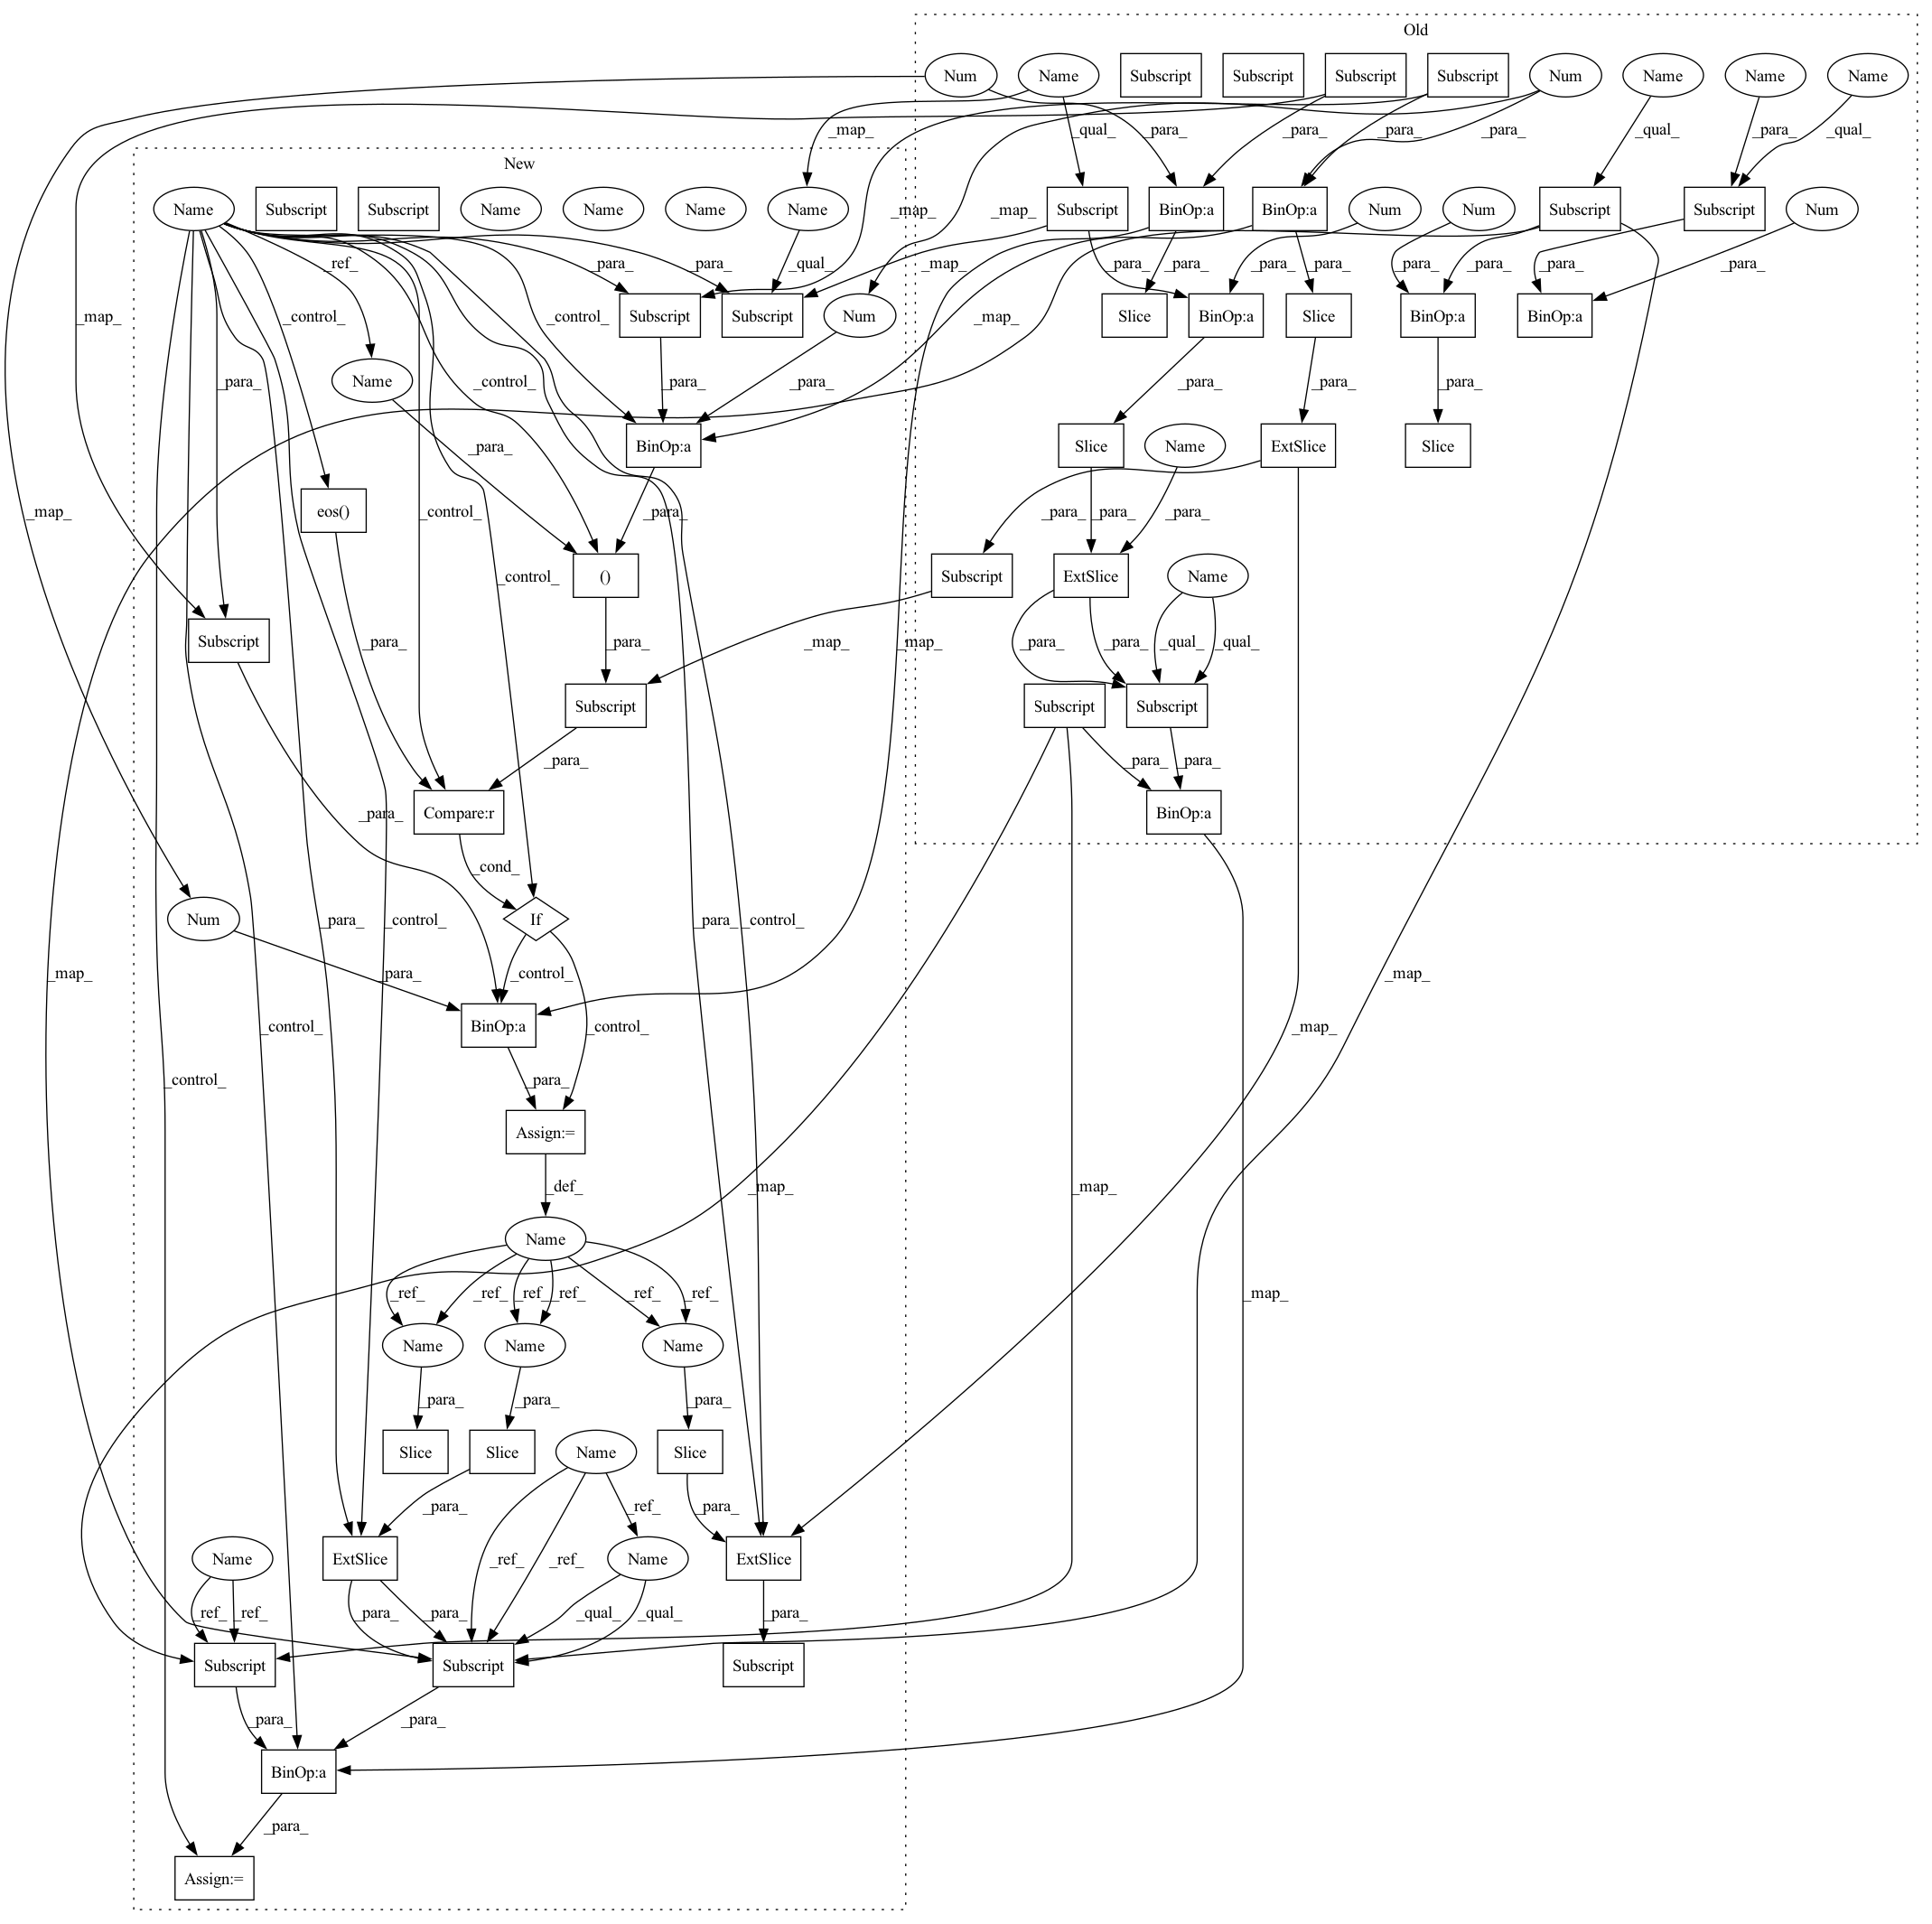 Old
Num Name Subscript Subscript Subscript Subscript Num Name Name Name
_map_ _qual_ _para_ _para_ _para_ _para_ _qual_ _para_ _qual_
New
Name Subscript Subscript Name Name Name Name Subscript BinOp:a BinOp:a Num Num Subscript Subscript Num
_map_ _map_
_ref_ _para_ _para_ _qual_ _map_ _para_ _para_ _para_ _para_ _para_ _para_ _para_ _para_
_map_ _control_ _control_ _map_
Subscript Subscript Num Slice BinOp:a Slice BinOp:a BinOp:a
Name
_para_ _control_ _para_ _para_ _para_ _para_ _para_
BinOp:a Slice Name ExtSlice Slice
_para_
eos()
_map_ _control_ _para_ _para_ _para_ _para_
() Subscript ExtSlice Name
_control_
Subscript
_para_ _para_ _map_ _map_ _para_ _para_ _qual_ _qual_
Subscript Subscript Subscript
_para_ _para_ _para_
Compare:r BinOp:a
_para_
_cond_
Num If
_para_ _control_ _para_ _control_
_map_ _para_ _control_ _map_ _map_
BinOp:a
_control_ _control_ _map_
_control_ _para_
Assign:=
_def_ _map_ _map_
Name
_ref_ _ref_ _ref_ _ref_ _ref_ _ref_ _map_
Name Name Name
_para_ _para_ _para_
Slice Slice Name Slice
_para_ _ref_ _para_
Name ExtSlice Name ExtSlice
_ref_ _ref_
_ref_ _ref_ _para_ _para_ _qual_ _qual_ _para_
Subscript Subscript Subscript
_para_ _para_
BinOp:a
_para_
Assign:=